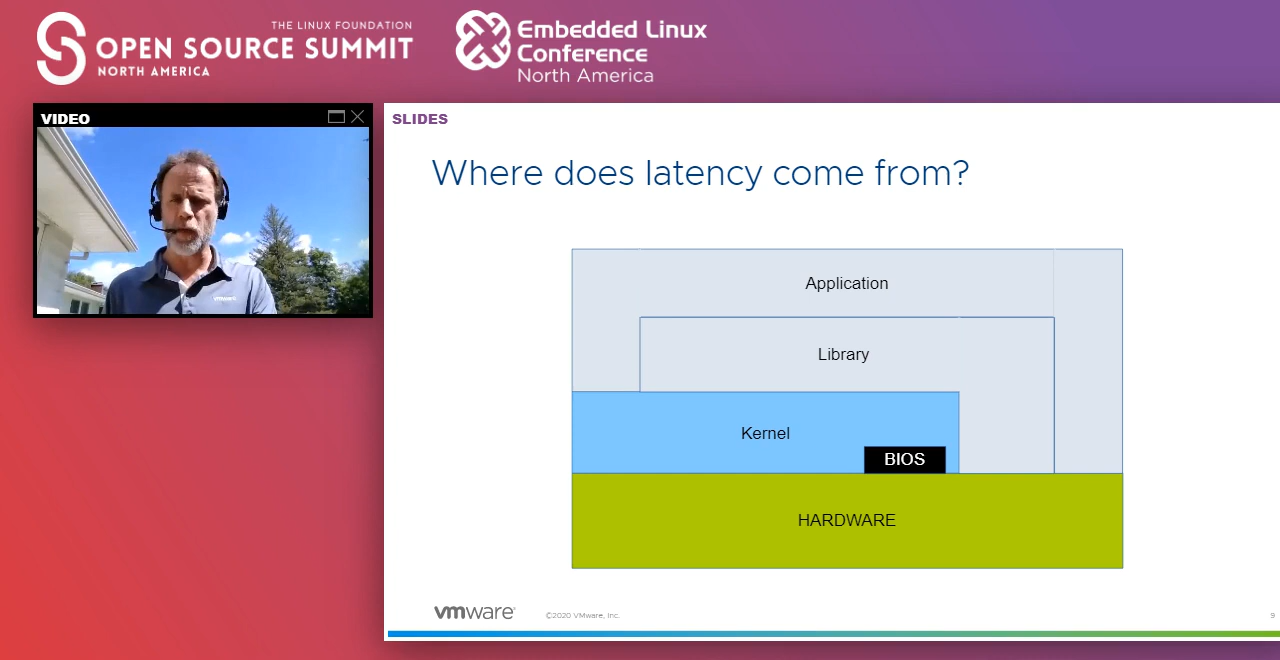 THE LINUX FOUNDATION
OPEN SOURCE SUMMIT
NORTH AMERICA
Embedded Linux
Conference
North America
VIDEO
vmware
SLIDES
Where does latency come from?
Application
Library
Kernel
BIOS
HARDWARE
vmware®
©2020 VMware, Inc.
9